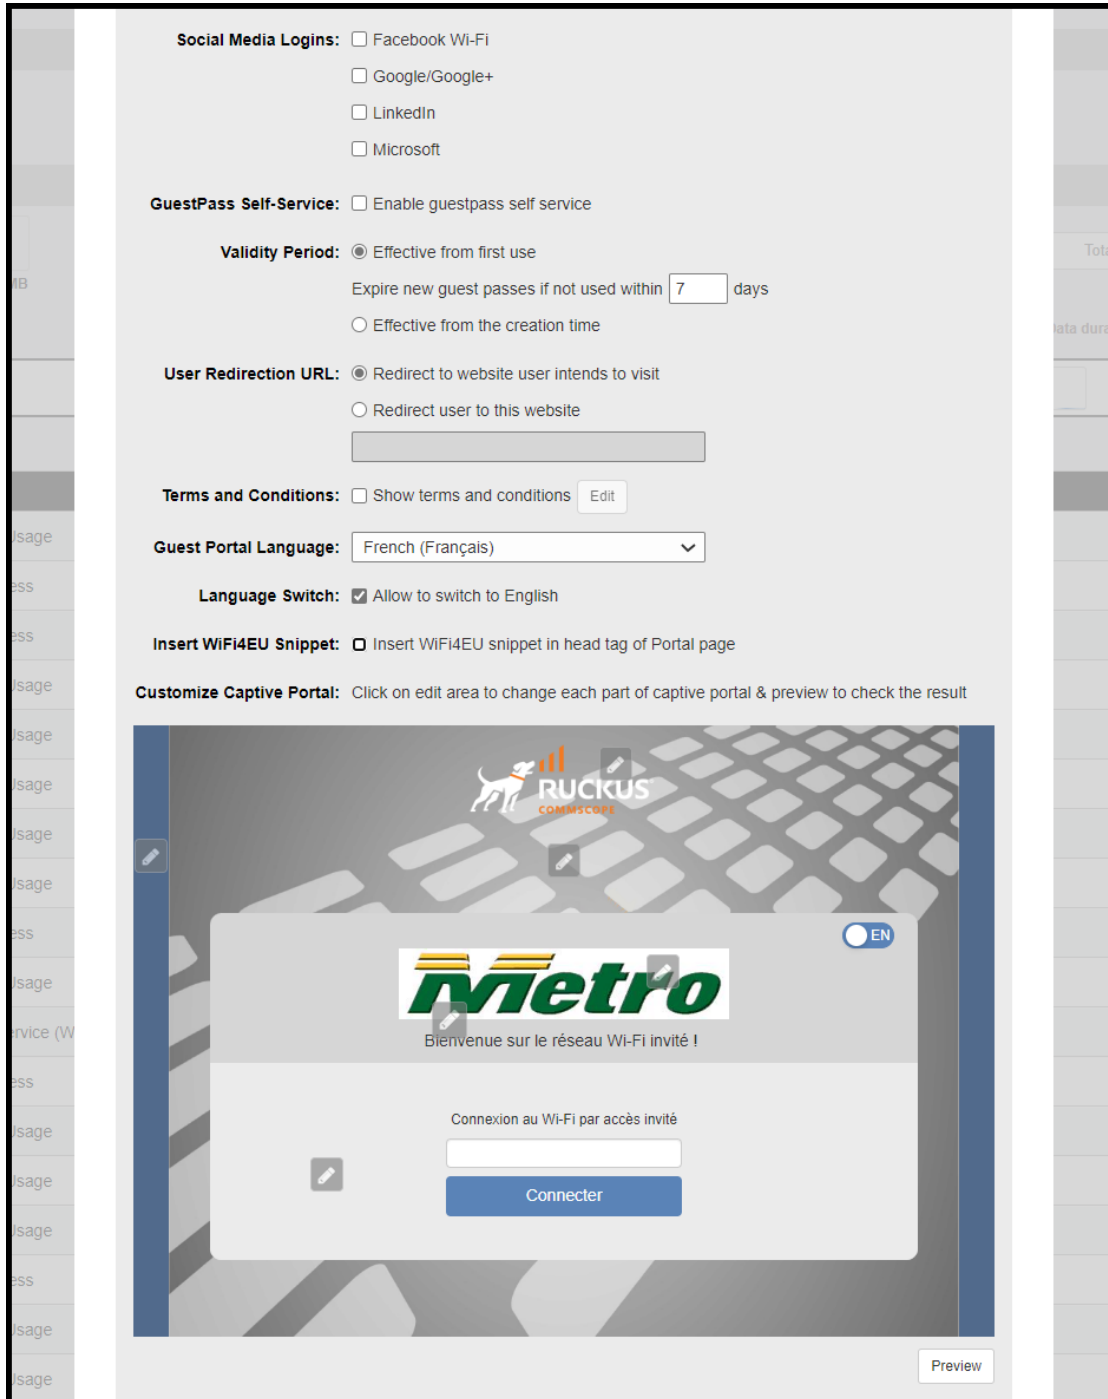 Social Media Logins: Facebook Wi-Fi
Google/Google+
LinkedIn
Microsoft
GuestPass Self-Service: Enable guestpass self service
Validity Period: Effective from first use
Expire new guest passes if not used within 7 days
Effective from the creation time
User Redirection URL: Redirect to website user intends to visit
Redirect user to this website
Terms and Conditions: Show terms and conditions Edit
Guest Portal Language: French (Français)
Language Switch: Allow to switch to English
Insert WiFi4EU Snippet: Insert WiFi4EU snippet in head tag of Portal page
Customize Captive Portal: Click on edit area to change each part of captive portal & preview to check the result
RUCKUS
COMMSCOPE
EN
Metro
Bienvenue sur le réseau Wi-Fi invité !
Connexion au Wi-Fi par accès invité
Connecter
Preview